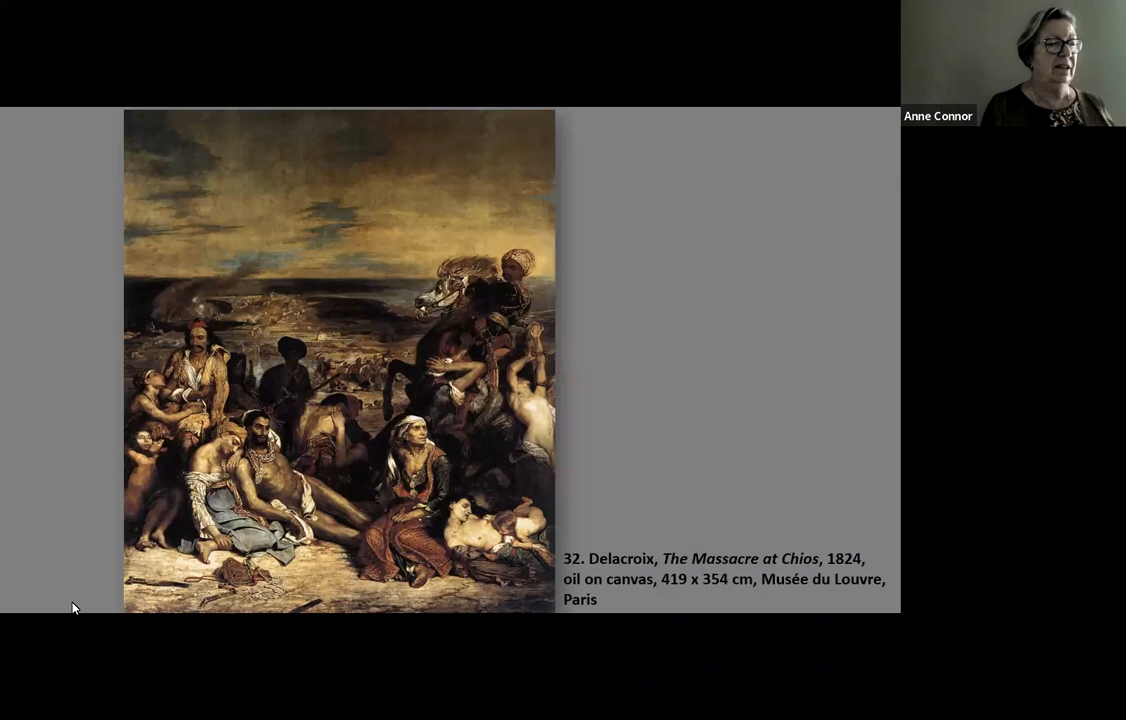 Anne Connor
32. Delacroix, The Massacre at Chios, 1824,
oil on canvas, 419 x 354 cm, Musée du Louvre,
Paris